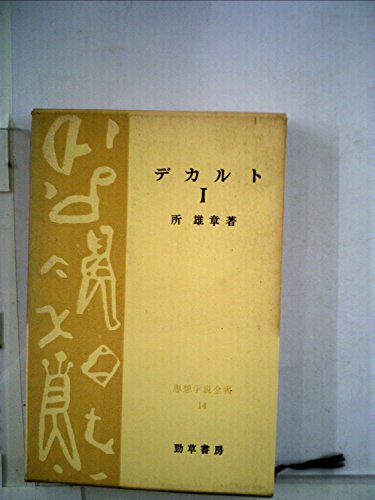 デカルト
I
所 雄章著
思想学説全書
14
勁草書房